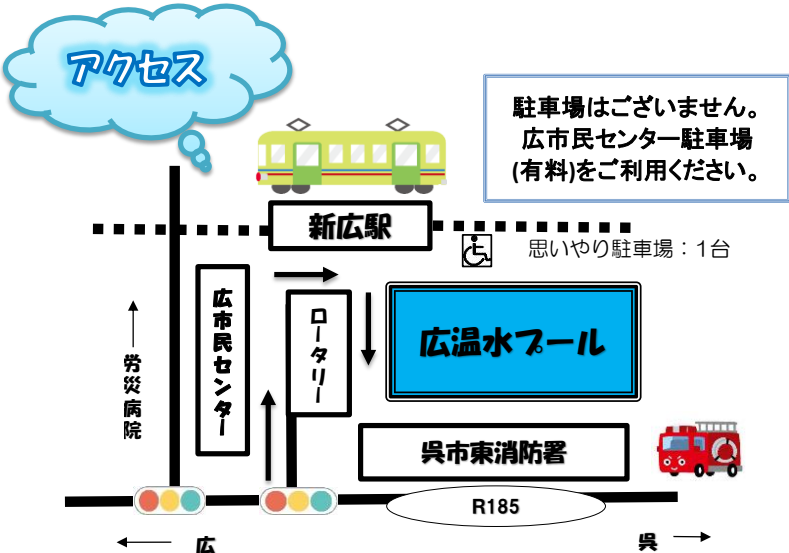 アクセス
駐車場はございません。
広市民センター駐車場
(有料)をご利用ください。
新広駅
思いやり駐車場：1台
広市民センター
ロータリー
広温水プール
労災病院
呉市東消防署
R185
広
呉